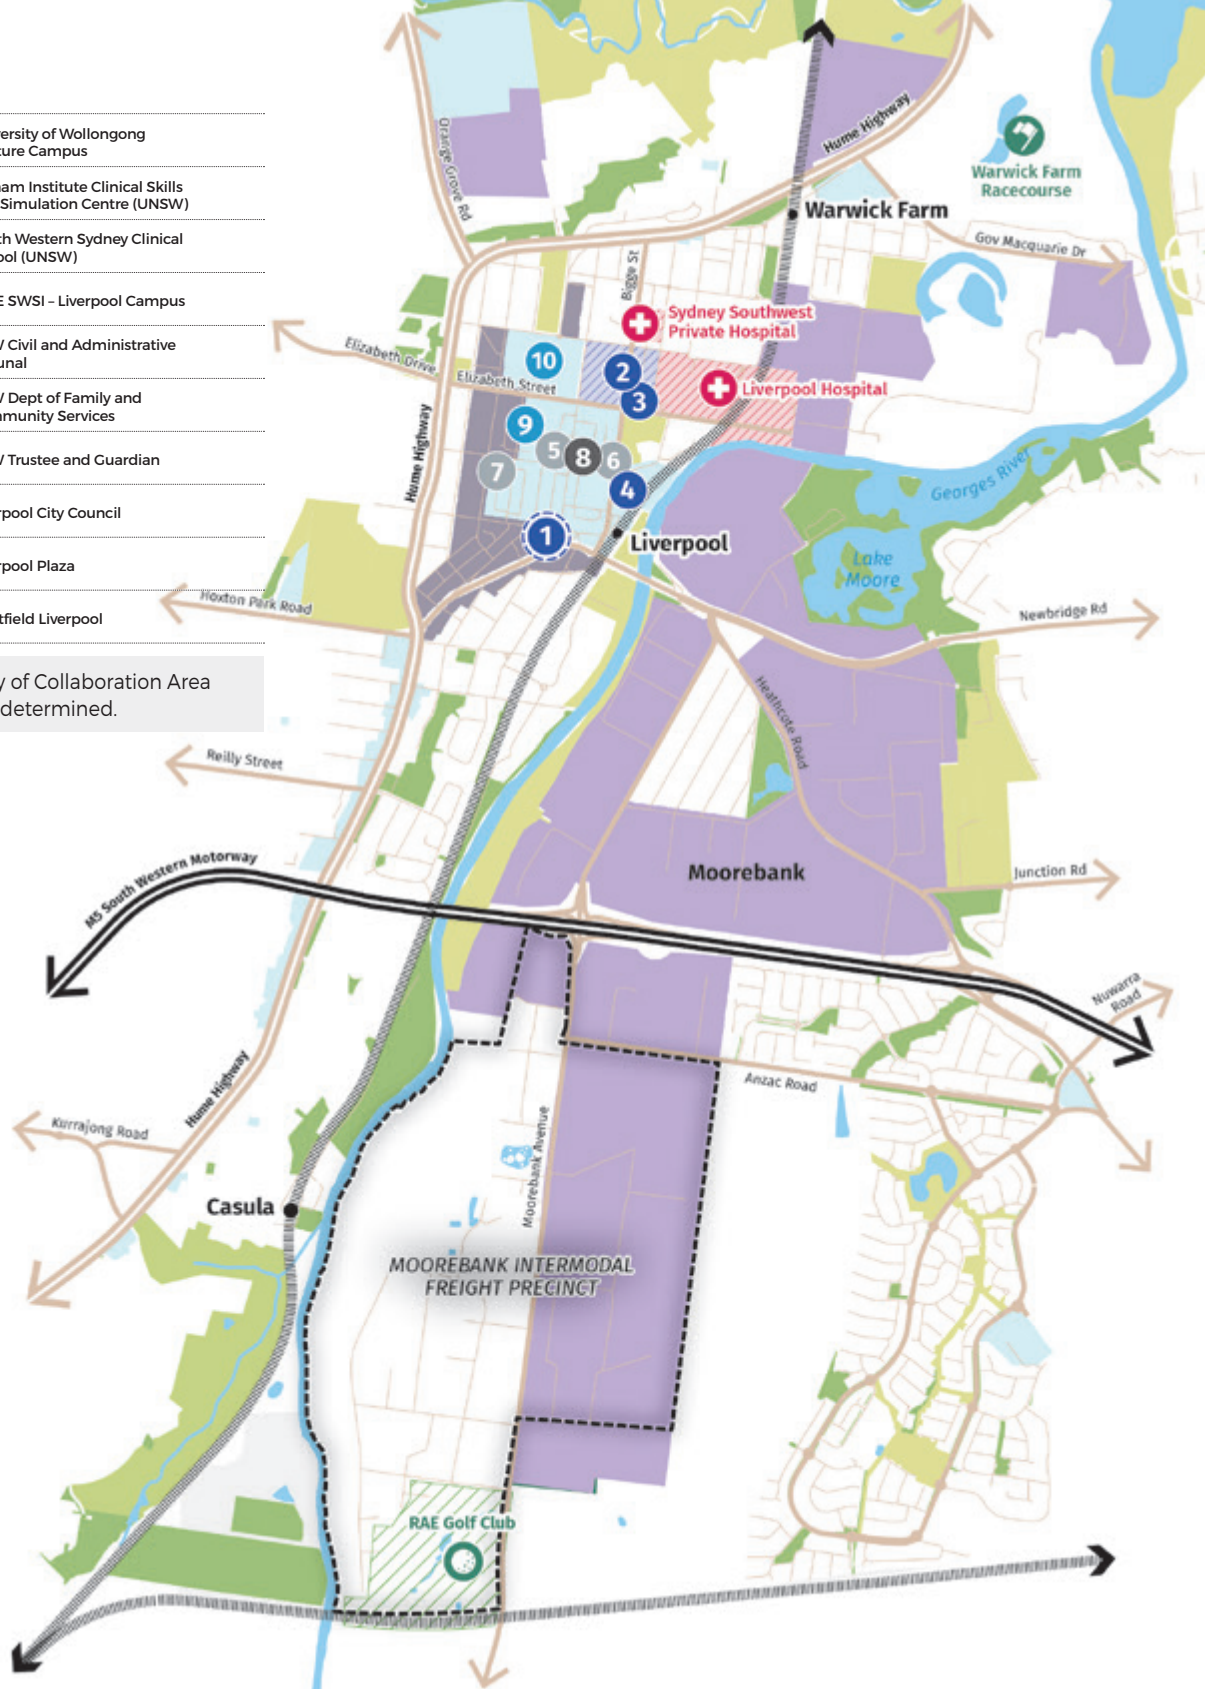 ersity of Wollongong
ture Campus
am Institute Clinical Skills
Simulation Centre (UNSW)
th Western Sydney Clinical
ool (UNSW)
E SWSI – Liverpool Campus
Civil and Administrative
unal
Dept of Family and
munity Services
Trustee and Guardian
rpool City Council
rpool Plaza
tfield Liverpool
y of Collaboration Area
determined.
Orange Grove Rd
Hume Highway
Warwick Farm
Racecourse
Warwick Farm
Gov Macquarie Dr
Bigge St
Sydney Southwest
Private Hospital
Elizabeth Drive
Elizabeth Street
10
2
3
Liverpool Hospital
Hume Highway
9
5
8
6
7
4
Georges River
1
Liverpool
Lake
Moore
Hoxton Park Road
Newbridge Rd
Heathcote Road
Reilly Street
M5 South Western Motorway
Moorebank
Junction Rd
Nuwarra
Road
Anzac Road
Hume Highway
Kurrajong Road
Moorebank Avenue
Casula
MOOREBANK INTERMODAL
FREIGHT PRECINCT
RAE Golf Club